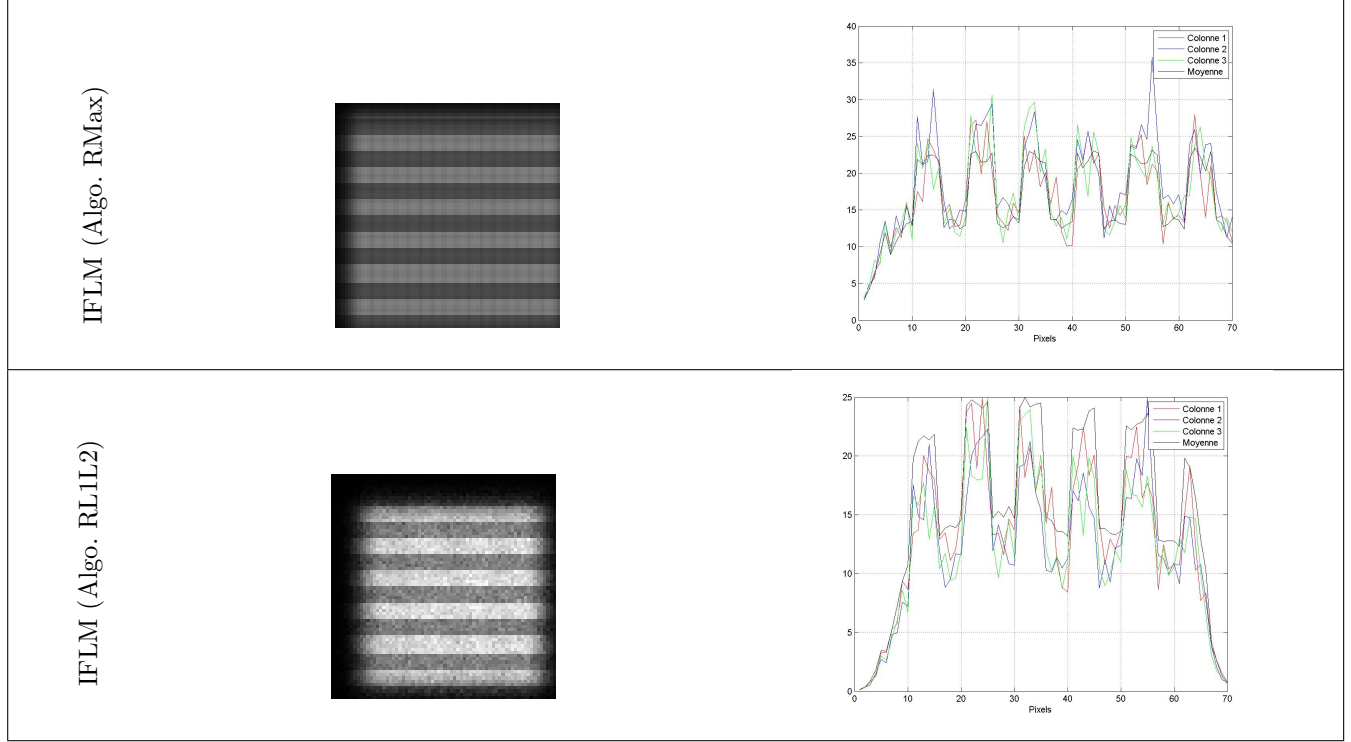 IFLM (Algo. RMax)
40
35
30
25
20
15
10
5
0
0 10 20 30 40 50 60 70
Pixels
Colonne 1
Colonne 2
Colonne 3
Moyenne
IFLM (Algo. RL1L2)
25
20
15
10
5
0
0 10 20 30 40 50 60 70
Pixels
Colonne 1
Colonne 2
Colonne 3
Moyenne